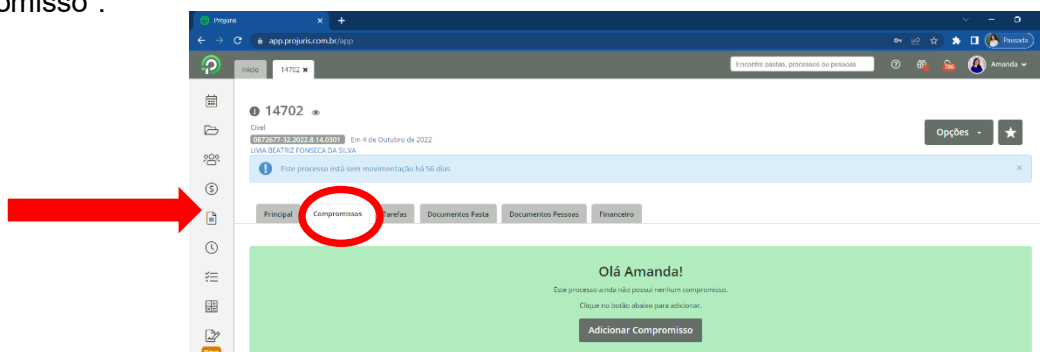 omisso".
Projuris
app.projuris.com.br/app
Pausada
Início
14702
Encontre pastas, processos ou pessoas
Amanda
14702
Cível
0872577-32.2022.8.14.0301 Em 4 de Outubro de 2022
LIVIA BEATRIZ FONSECA DA SILVA
Opções
Este processo está sem movimentação há 56 dias
Principal
Compromissos
Tarefas
Documentos Pasta
Documentos Pessoas
Financeiro
Olá Amanda!
Este processo ainda não possui nenhum compromisso.
Clique no botão abaixo para adicionar.
Adicionar Compromisso